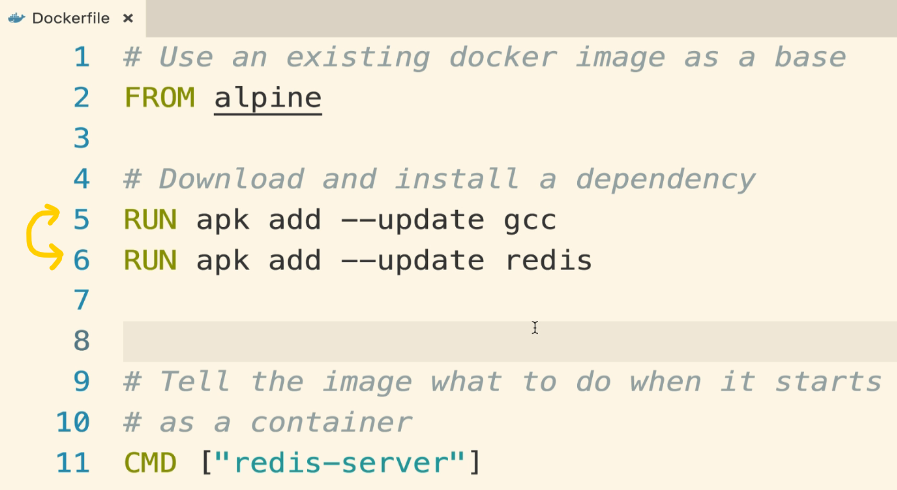 Dockerfile ×
1 # Use an existing docker image as a base
2 FROM alpine
3
4 # Download and install a dependency
5 RUN apk add --update gcc
6 RUN apk add --update redis
7
8
9 # Tell the image what to do when it starts
10 # as a container
11 CMD ["redis-server"]